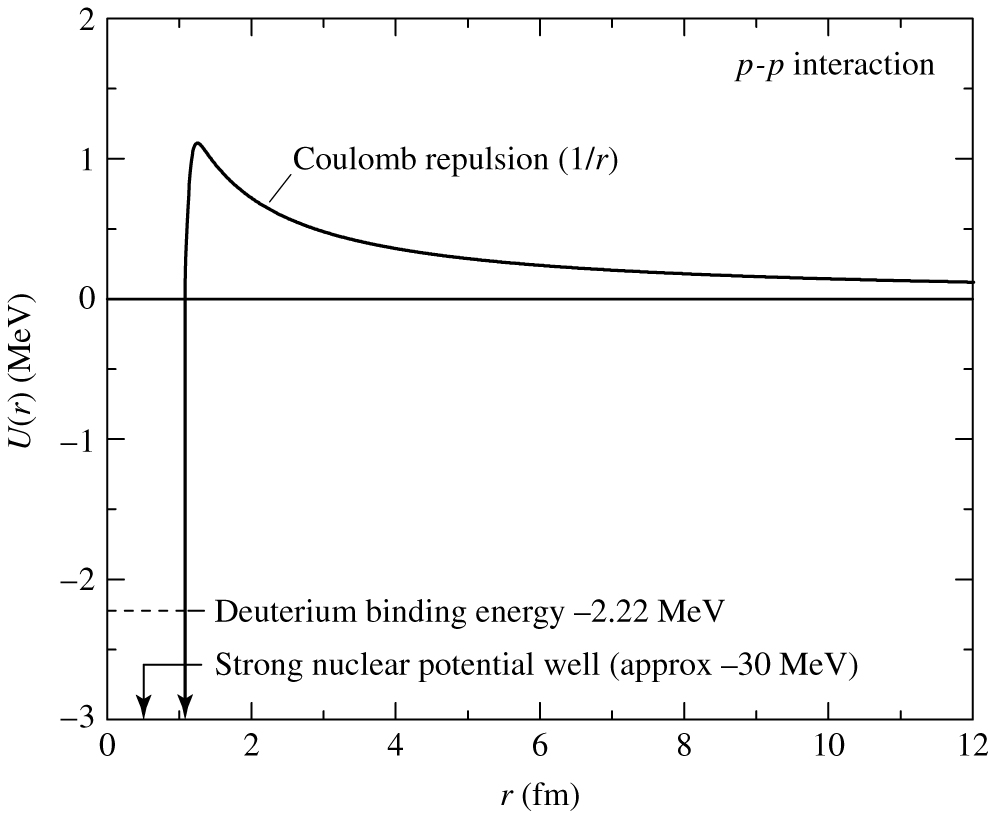 2
p-p interaction
1
Coulomb repulsion (1/r)
0
U(r) (MeV)
–1
–2
Deuterium binding energy –2.22 MeV
Strong nuclear potential well (approx –30 MeV)
–3
0 2 4 6 8 10 12
r (fm)